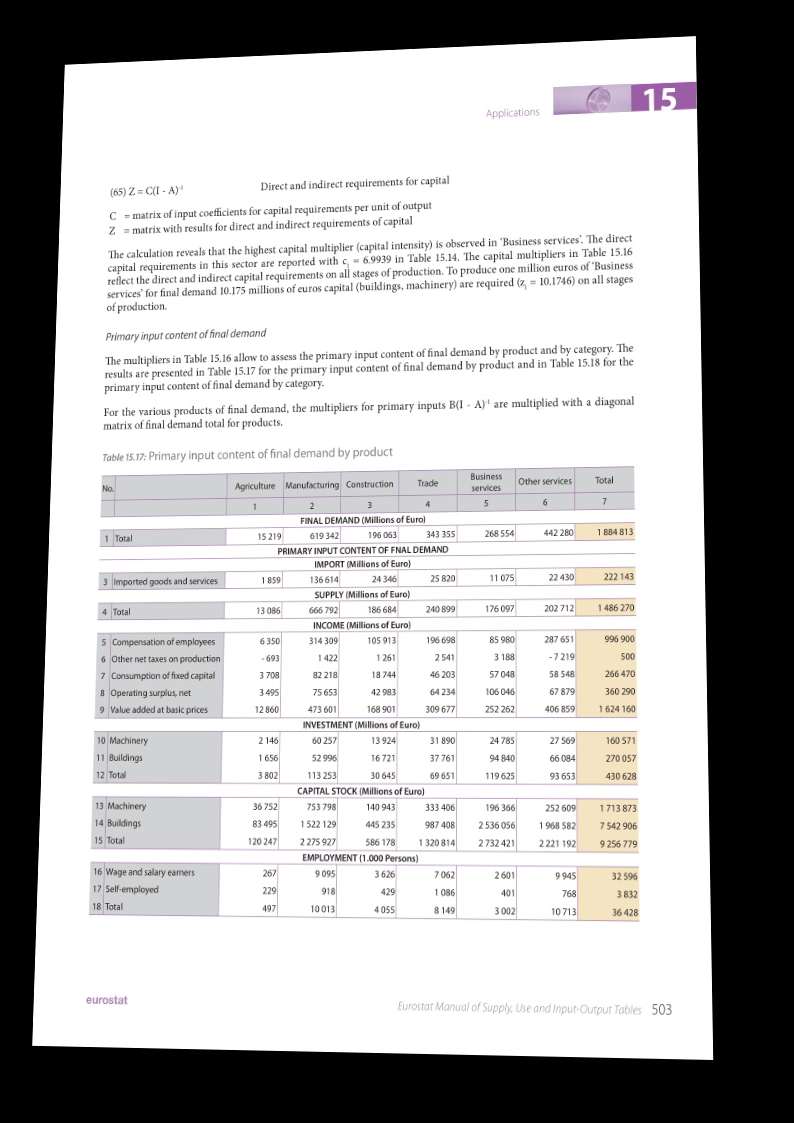 Applications 15
(65) Z = C(I - A)⁻¹ Direct and indirect requirements for capital
C = matrix of input coefficients for capital requirements per unit of output
Z = matrix with results for direct and indirect requirements of capital
The calculation reveals that the highest capital multiplier (capital intensity) is observed in ‘Business services’. The direct
capital requirements in this sector are reported with cⱼ = 6.9939 in Table 15.14. The capital multipliers in Table 15.16
reflect the direct and indirect capital requirements on all stages of production. To produce one million euros of ‘Business
services’ for final demand 10.175 millions of euros capital (buildings, machinery) are required (zⱼ = 10.1746) on all stages
of production.
Primary input content of final demand
The multipliers in Table 15.16 allow to assess the primary input content of final demand by product and by category. The
results are presented in Table 15.17 for the primary input content of final demand by product and in Table 15.18 for the
primary input content of final demand by category.
For the various products of final demand, the multipliers for primary inputs B(I - A)⁻¹ are multiplied with a diagonal
matrix of final demand total for products.
Table 15.17: Primary input content of final demand by product
No. Agriculture Manufacturing Construction Trade Business services Other services Total
1 2 3 4 5 6 7
FINAL DEMAND (Millions of Euro)
1 Total 15 219 619 342 196 063 343 355 268 554 442 280 1 884 813
PRIMARY INPUT CONTENT OF FNAL DEMAND
IMPORT (Millions of Euro)
3 Imported goods and services 1 859 136 614 24 346 25 820 11 075 22 430 222 143
SUPPLY (Millions of Euro)
4 Total 13 086 666 792 186 684 240 899 176 097 202 712 1 486 270
INCOME (Millions of Euro)
5 Compensation of employees 6 350 314 309 105 913 196 698 85 980 287 651 996 900
6 Other net taxes on production - 693 1 422 1 261 2 541 3 188 - 7 219 500
7 Consumption of fixed capital 3 708 82 218 18 744 46 203 57 048 58 548 266 470
8 Operating surplus, net 3 495 75 653 42 983 64 234 106 046 67 879 360 290
9 Value added at basic prices 12 860 473 601 168 901 309 677 252 262 406 859 1 624 160
INVESTMENT (Millions of Euro)
10 Machinery 2 146 60 257 13 924 31 890 24 785 27 569 160 571
11 Buildings 1 656 52 996 16 721 37 761 94 840 66 084 270 057
12 Total 3 802 113 253 30 645 69 651 119 625 93 653 430 628
CAPITAL STOCK (Millions of Euro)
13 Machinery 36 752 753 798 140 943 333 406 196 366 252 609 1 713 873
14 Buildings 83 495 1 522 129 445 235 987 408 2 536 056 1 968 582 7 542 906
15 Total 120 247 2 275 927 586 178 1 320 814 2 732 421 2 221 192 9 256 779
EMPLOYMENT (1.000 Persons)
16 Wage and salary earners 267 9 095 3 626 7 062 2 601 9 945 32 596
17 Self-employed 229 918 429 1 086 401 768 3 832
18 Total 497 10 013 4 055 8 149 3 002 10 713 36 428
eurostat Eurostat Manual of Supply, Use and Input-Output Tables 503